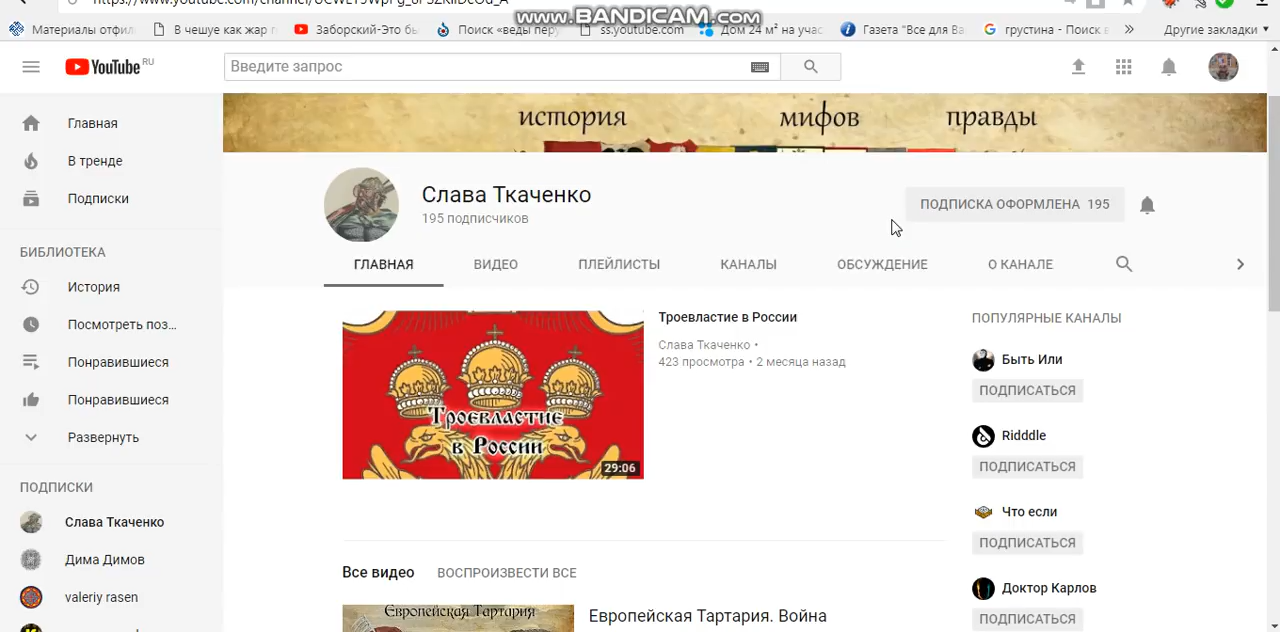 www.BANDICAM.com
Материалы отфил
В чешуе как жар г
Заборский-Это бы
Поиск «веды перу
ss.youtube.com
Дом 24 м² на учас
Газета "Все для Ва
грустина - Поиск в
Другие закладки
YouTube RU
Введите запрос
история мифов правды
Главная
В тренде
Подписки
БИБЛИОТЕКА
История
Посмотреть поз...
Понравившиеся
Понравившиеся
Развернуть
ПОДПИСКИ
Слава Ткаченко
Дима Димов
valeriy rasen
Слава Ткаченко
195 подписчиков
ПОДПИСКА ОФОРМЛЕНА 195
ГЛАВНАЯ ВИДЕО ПЛЕЙЛИСТЫ КАНАЛЫ ОБСУЖДЕНИЕ О КАНАЛЕ
Троевластие
в России
29:06
Троевластие в России
Слава Ткаченко •
423 просмотра • 2 месяца назад
Все видео ВОСПРОИЗВЕСТИ ВСЕ
Европейская Тартария
Европейская Тартария. Война
ПОПУЛЯРНЫЕ КАНАЛЫ
Быть Или
ПОДПИСАТЬСЯ
Ridddle
ПОДПИСАТЬСЯ
Что если
ПОДПИСАТЬСЯ
Доктор Карлов
ПОДПИСАТЬСЯ